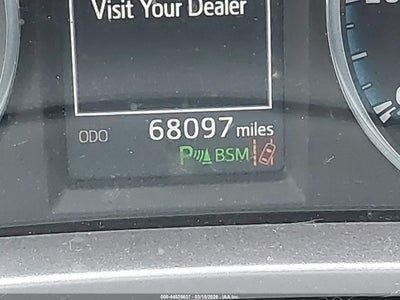 Visit Your Dealer
ODO 68097 miles
P BSM